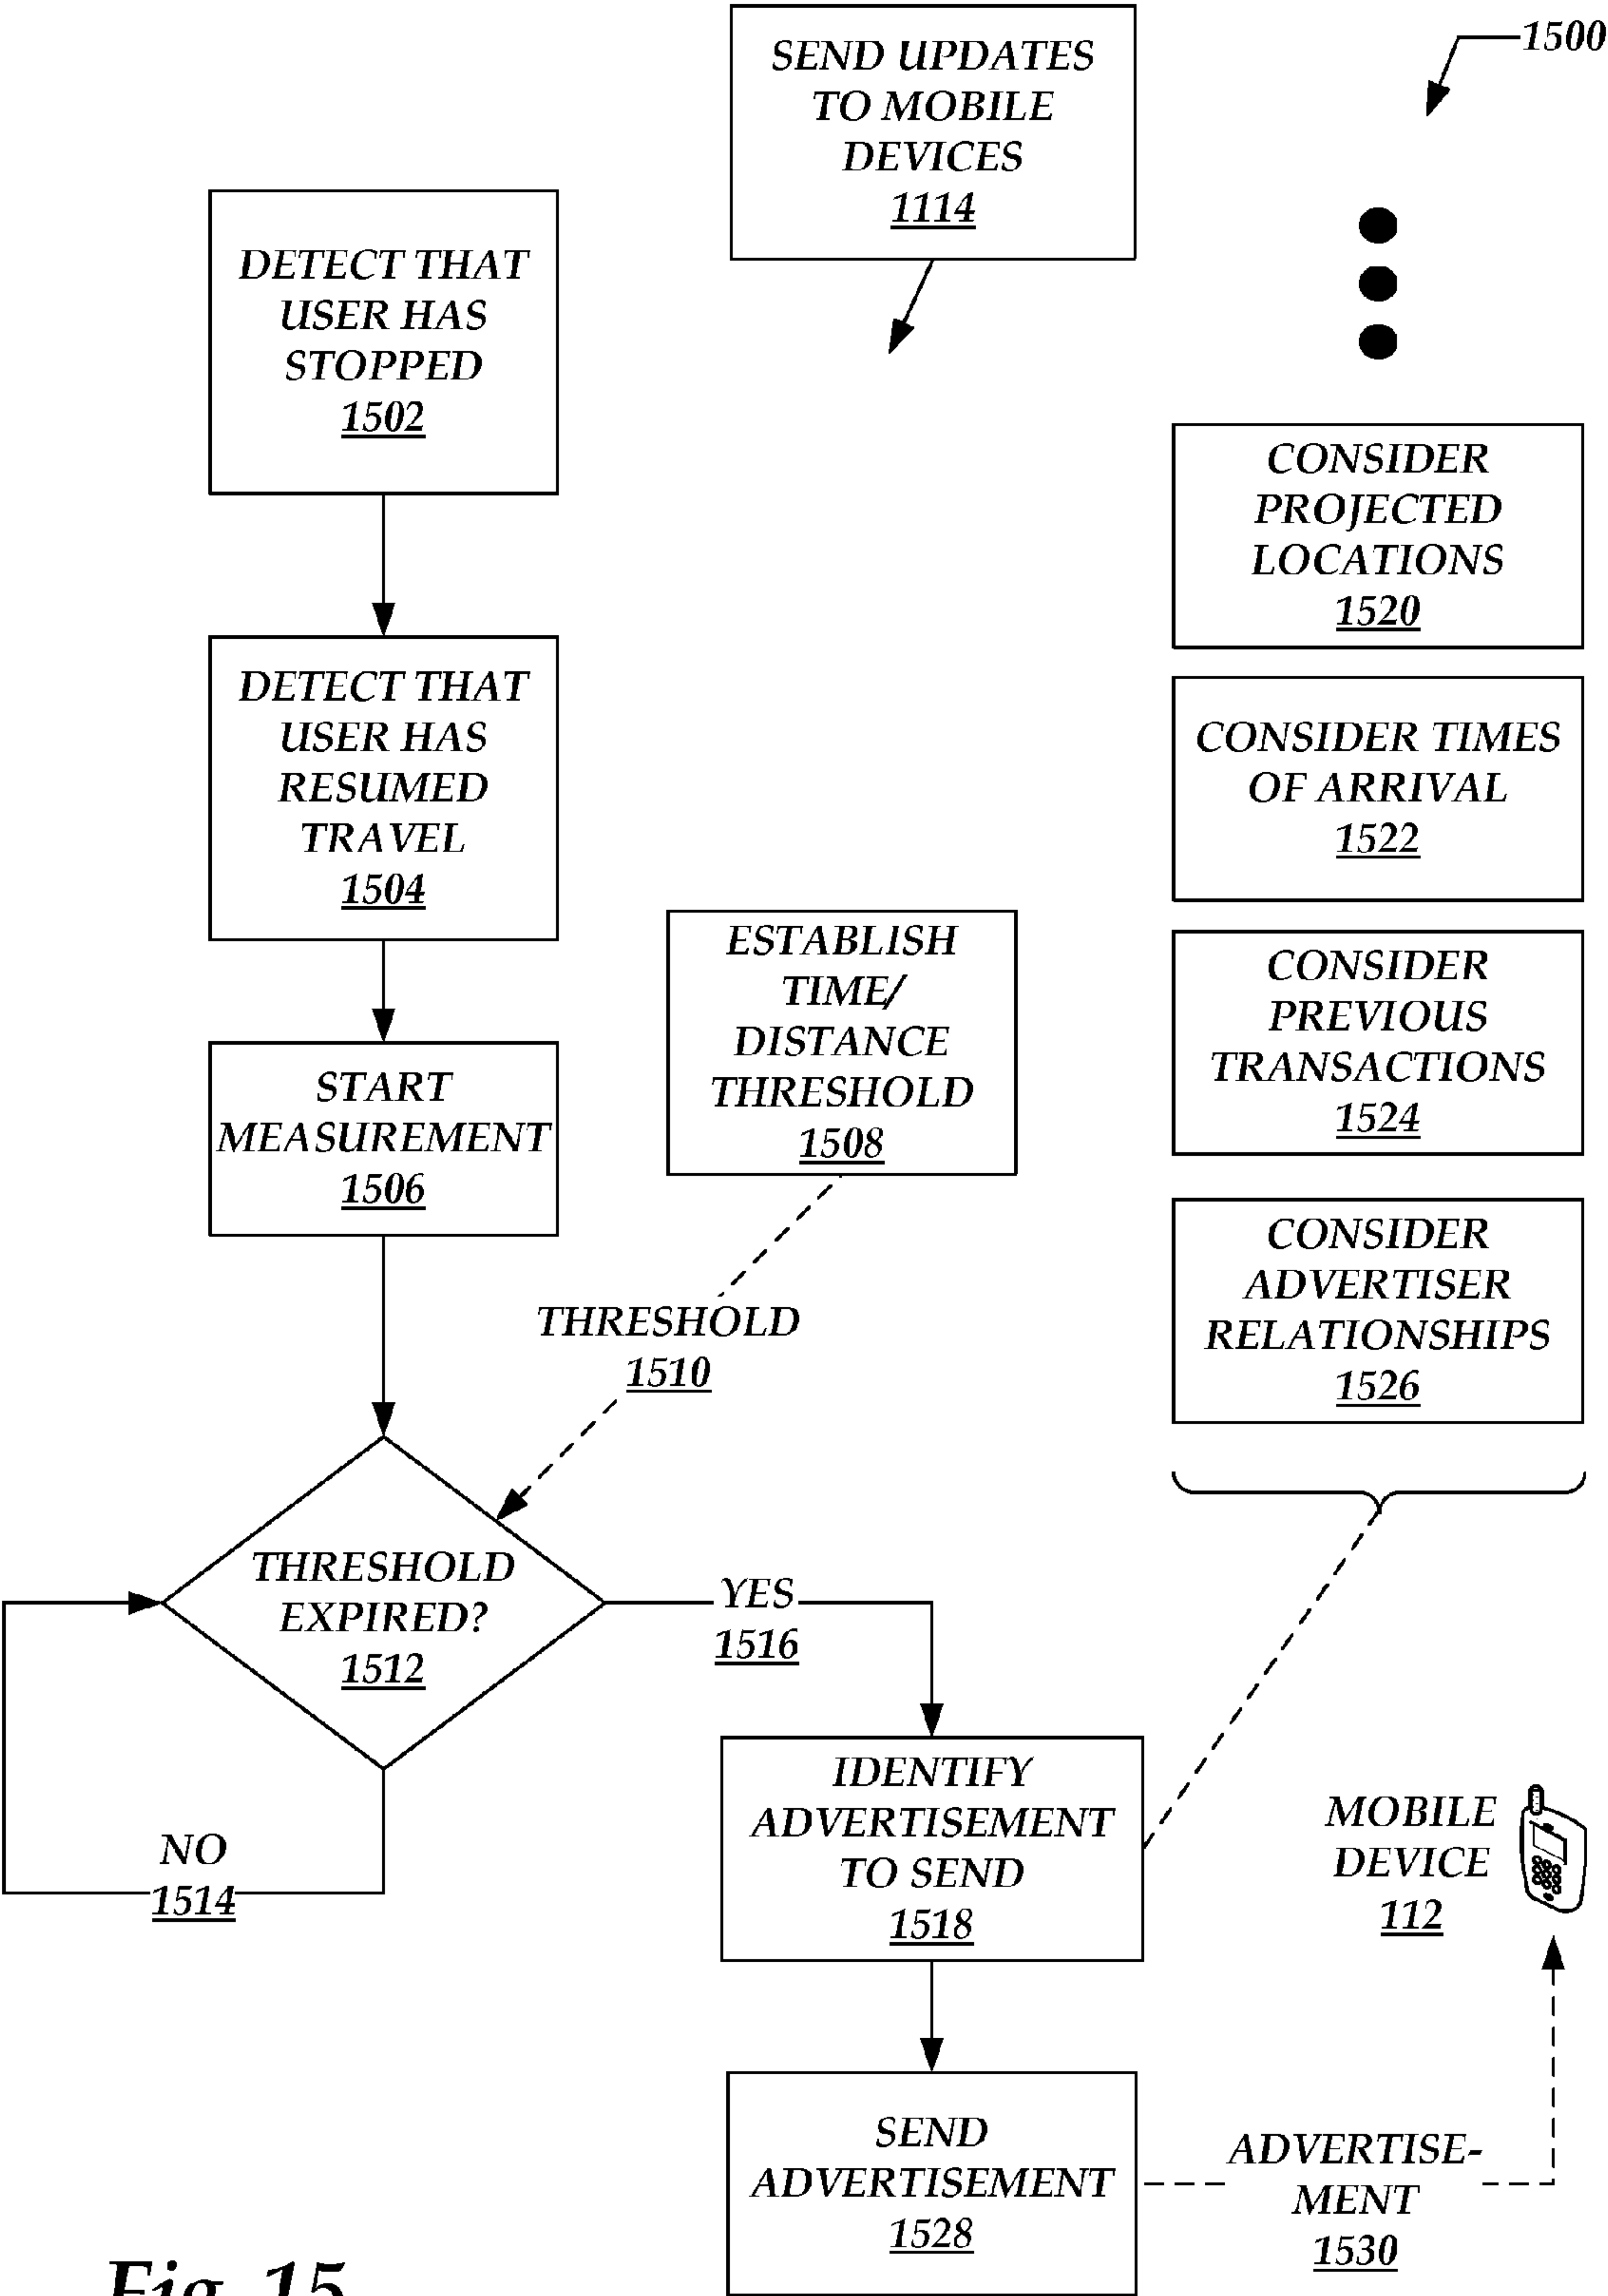 1500
SEND UPDATES
TO MOBILE
DEVICES
1114
DETECT THAT
USER HAS
STOPPED
1502
DETECT THAT
USER HAS
RESUMED
TRAVEL
1504
START
MEASUREMENT
1506
ESTABLISH
TIME/
DISTANCE
THRESHOLD
1508
THRESHOLD
1510
THRESHOLD
EXPIRED?
1512
NO
1514
YES
1516
CONSIDER
PROJECTED
LOCATIONS
1520
CONSIDER TIMES
OF ARRIVAL
1522
CONSIDER
PREVIOUS
TRANSACTIONS
1524
CONSIDER
ADVERTISER
RELATIONSHIPS
1526
IDENTIFY
ADVERTISEMENT
TO SEND
1518
MOBILE
DEVICE
112
SEND
ADVERTISEMENT
1528
ADVERTISE-
MENT
1530
Fig. 15